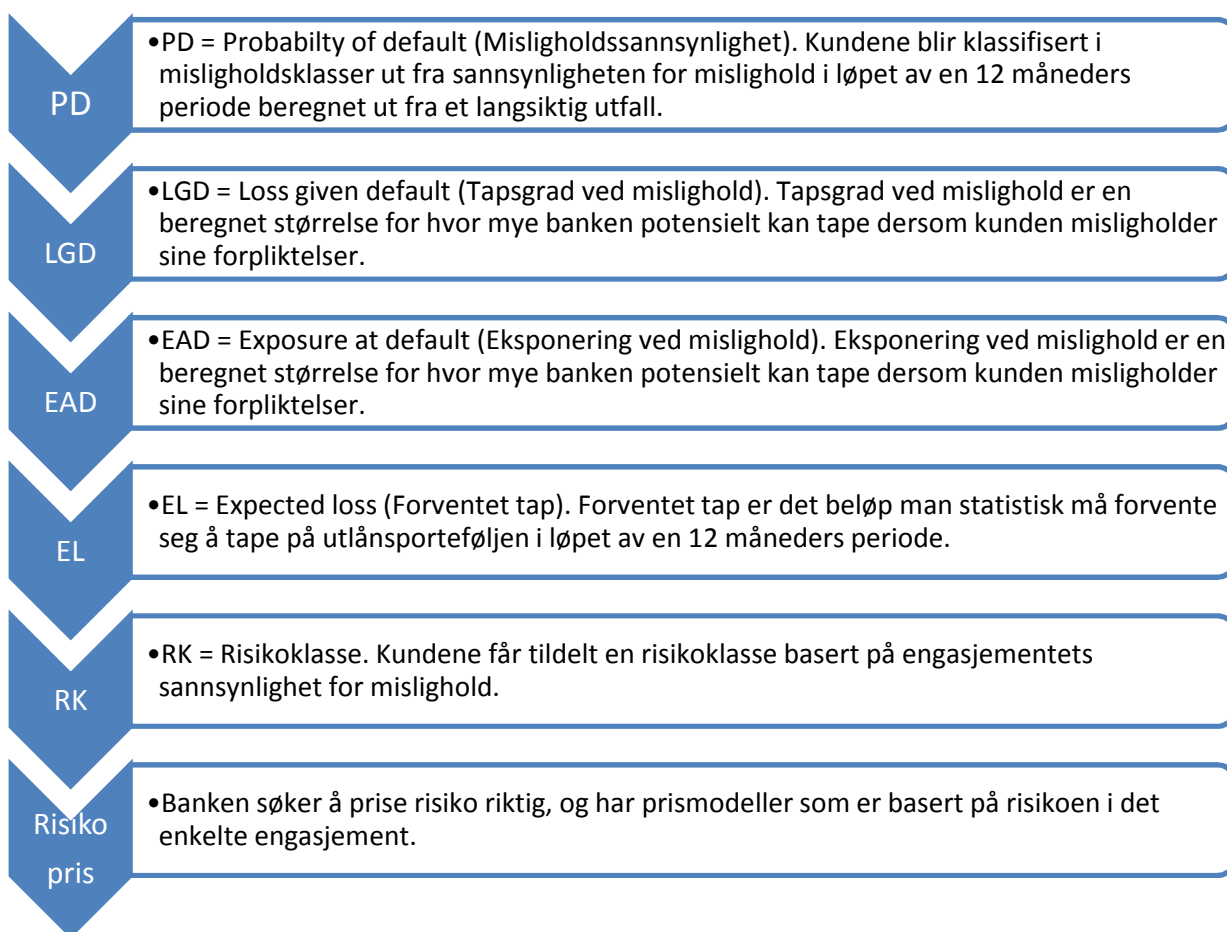 PD
•PD = Probabilty of default (Misligholdssannsynlighet). Kundene blir klassifisert i
misligholdsklasser ut fra sannsynligheten for mislighold i løpet av en 12 måneders
periode beregnet ut fra et langsiktig utfall.
LGD
•LGD = Loss given default (Tapsgrad ved mislighold). Tapsgrad ved mislighold er en
beregnet størrelse for hvor mye banken potensielt kan tape dersom kunden misligholder
sine forpliktelser.
EAD
•EAD = Exposure at default (Eksponering ved mislighold). Eksponering ved mislighold er en
beregnet størrelse for hvor mye banken potensielt kan tape dersom kunden misligholder
sine forpliktelser.
EL
•EL = Expected loss (Forventet tap). Forventet tap er det beløp man statistisk må forvente
seg å tape på utlånsporteføljen i løpet av en 12 måneders periode.
RK
•RK = Risikoklasse. Kundene får tildelt en risikoklasse basert på engasjementets
sannsynlighet for mislighold.
Risiko
pris
•Banken søker å prise risiko riktig, og har prismodeller som er basert på risikoen i det
enkelte engasjement.